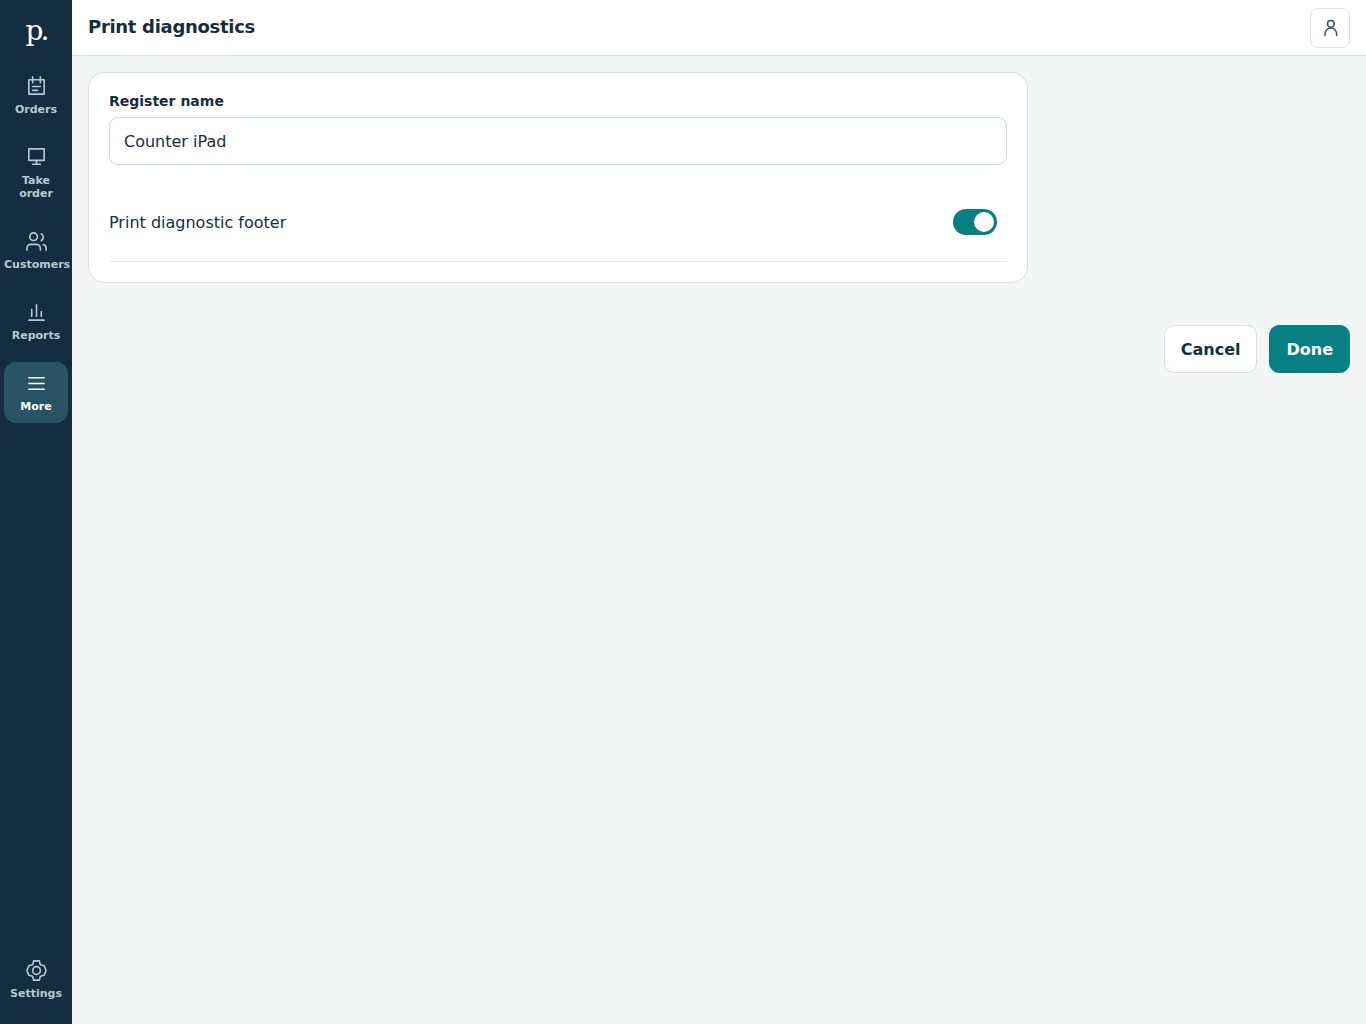 p.
Print diagnostics
Orders
Take
order
Customers
Reports
More
Settings
Register name
Counter iPad
Print diagnostic footer
Cancel
Done